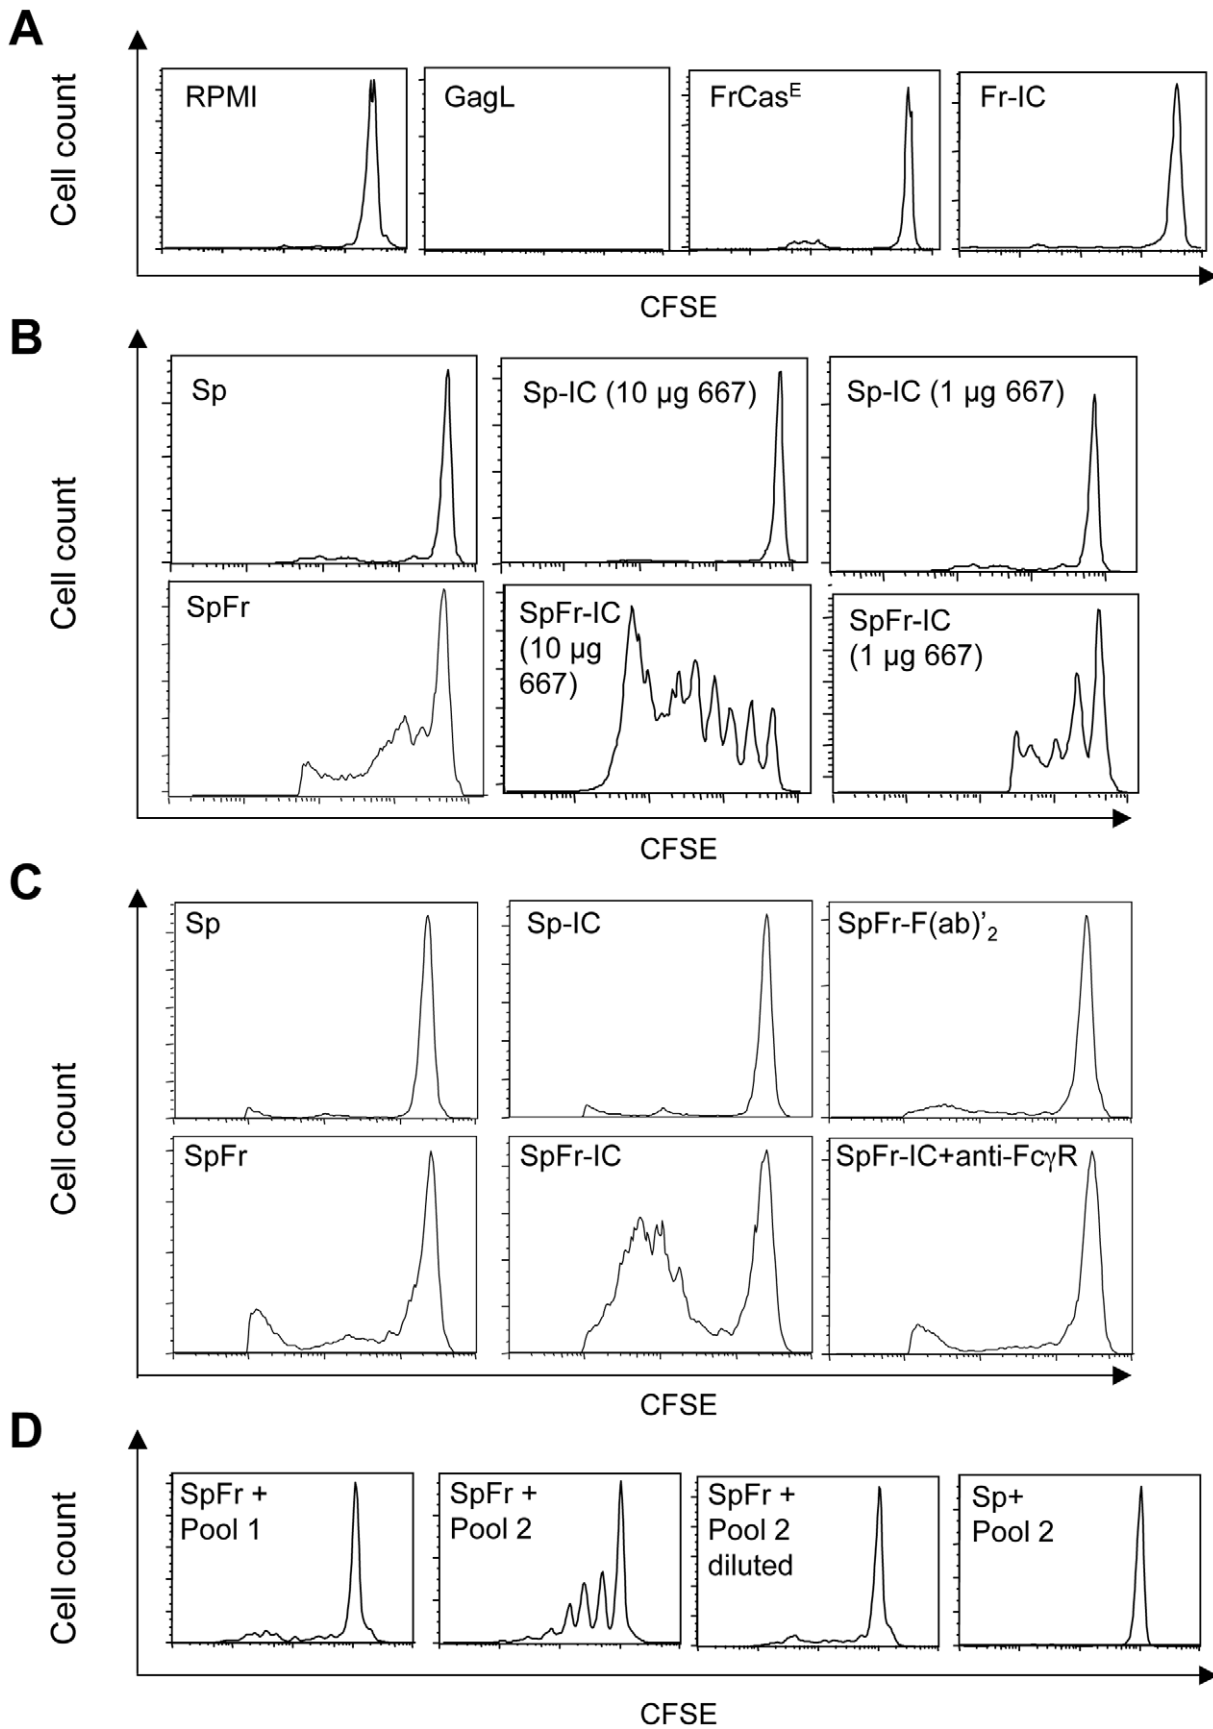 A
Cell count
RPMI
GagL
FrCasᴱ
Fr-IC
CFSE
B
Cell count
Sp
Sp-IC (10 µg 667)
Sp-IC (1 µg 667)
SpFr
SpFr-IC
(10 µg
667)
SpFr-IC
(1 µg 667)
CFSE
C
Cell count
Sp
Sp-IC
SpFr-F(ab)’₂
SpFr
SpFr-IC
SpFr-IC+anti-FcγR
CFSE
D
Cell count
SpFr +
Pool 1
SpFr +
Pool 2
SpFr +
Pool 2
diluted
Sp+
Pool 2
CFSE